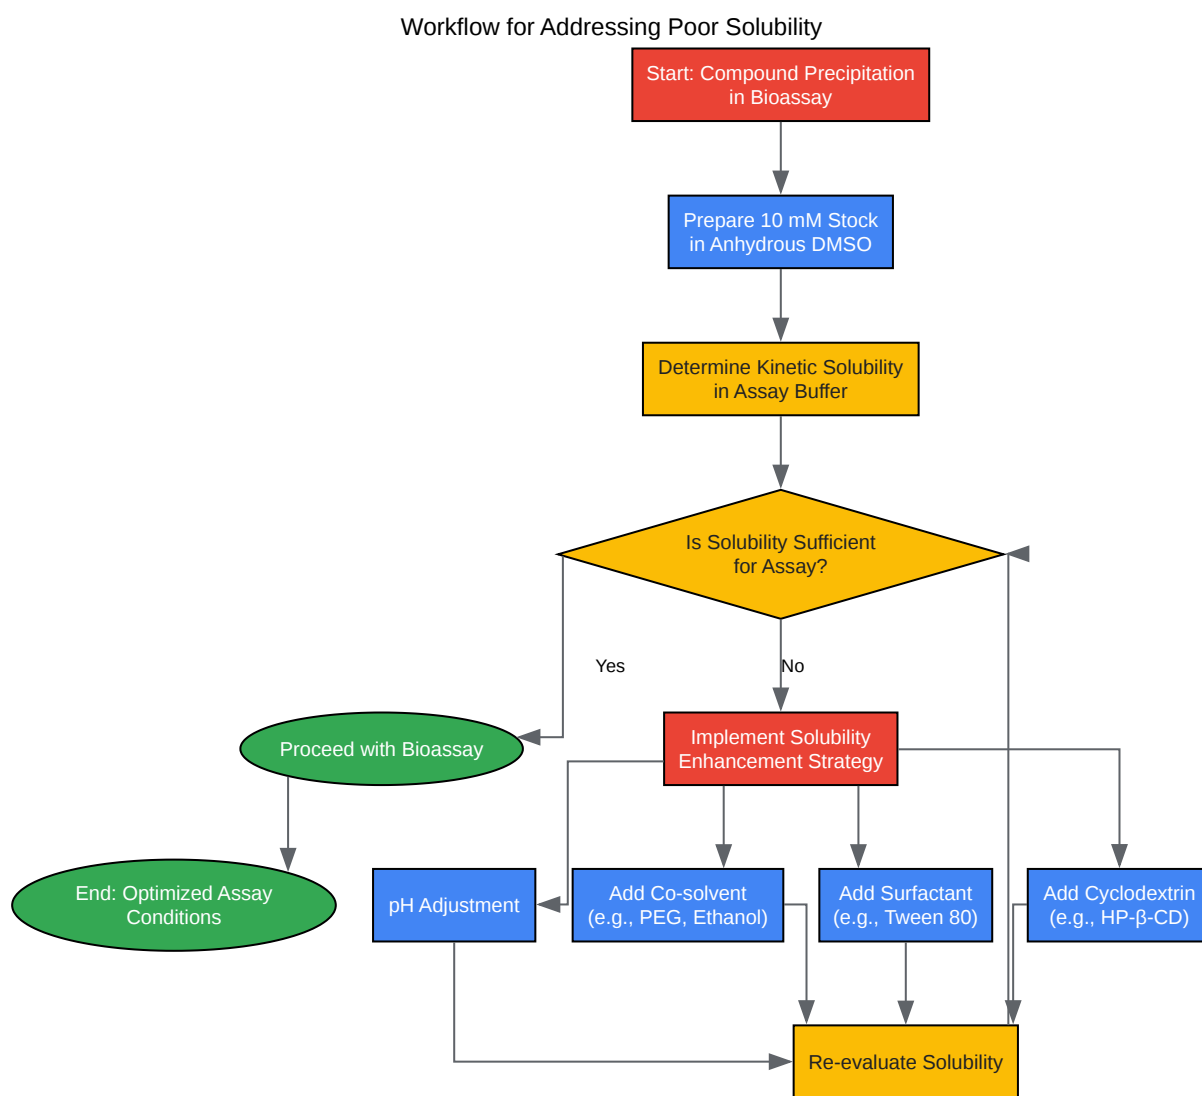 Workflow for Addressing Poor Solubility
Start: Compound Precipitation
in Bioassay
Prepare 10 mM Stock
in Anhydrous DMSO
Determine Kinetic Solubility
in Assay Buffer
Is Solubility Sufficient
for Assay?
Yes
No
Proceed with Bioassay
Implement Solubility
Enhancement Strategy
End: Optimized Assay
Conditions
pH Adjustment
Add Co-solvent
(e.g., PEG, Ethanol)
Add Surfactant
(e.g., Tween 80)
Add Cyclodextrin
(e.g., HP-β-CD)
Re-evaluate Solubility